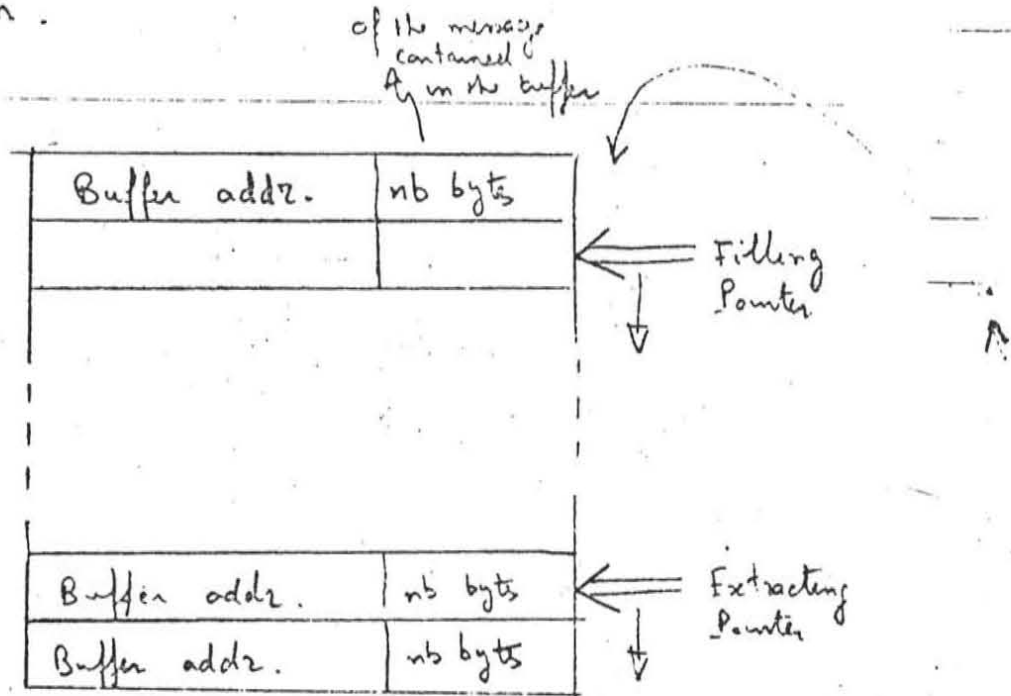 of the message
contained
in the buffer
Buffer addr. nb bytes
Filling
Pointer
Buffer addr. nb bytes
Extracting
Pointer
Buffer addr. nb bytes